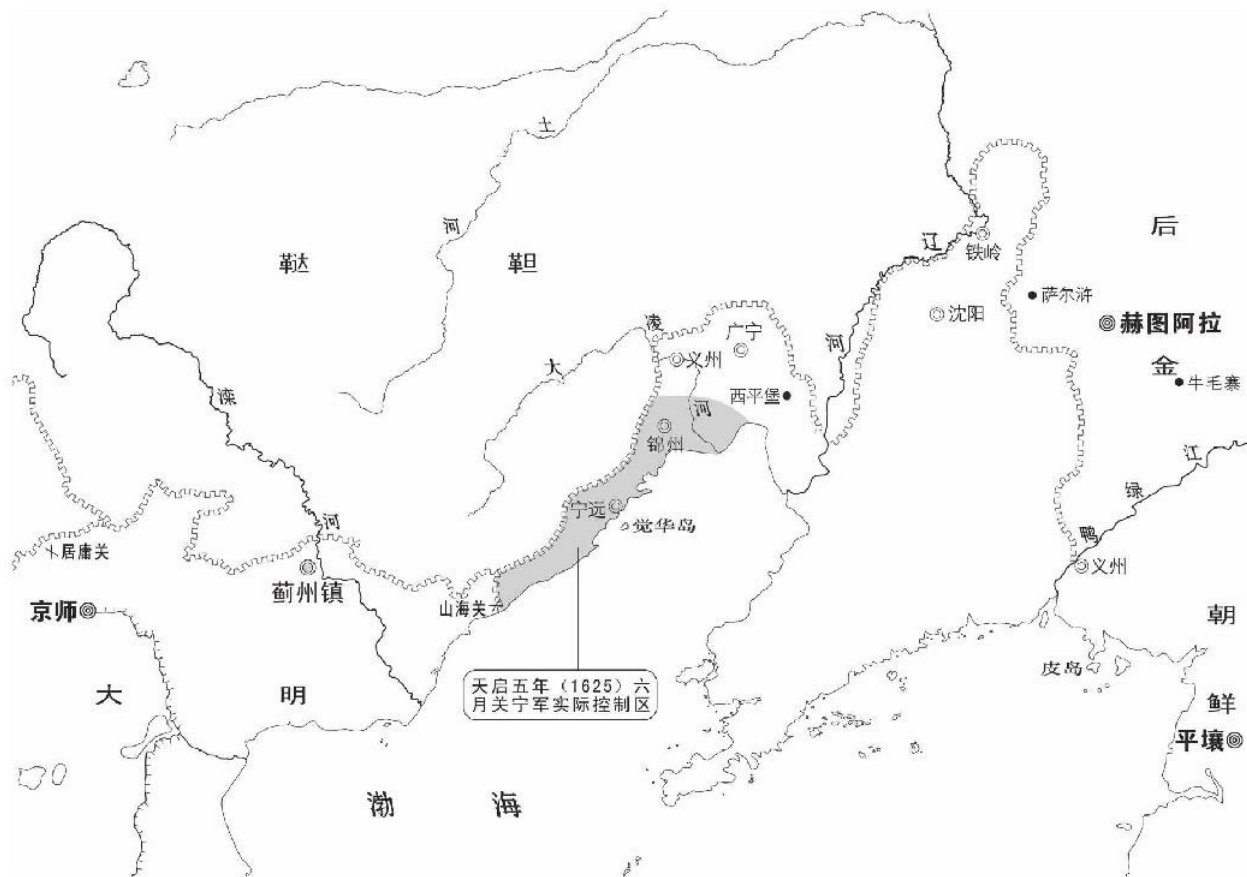 土
河
鞑靼
辽
河
铁岭
后
金
萨尔浒
沈阳
赫图阿拉
牛毛寨
大
凌
河
义州
广宁
西平堡
锦州
宁远
觉华岛
滦
河
居庸关
蓟州镇
山海关
京师
大明
天启五年（1625）六
月关宁军实际控制区
渤海
鸭
绿
江
义州
朝
鲜
皮岛
平壤